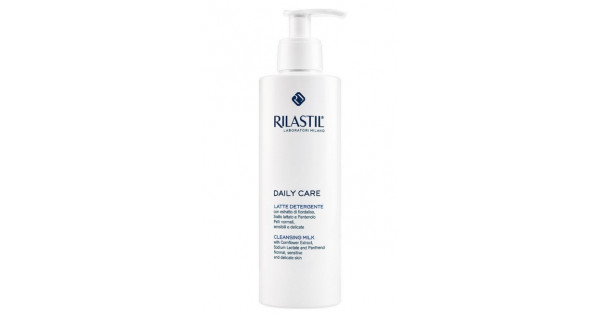 RILASTIL
LABORATORI MILANO
DAILY CARE
LATTE DETERGENTE
con estratto di Fiordaliso,
Sodio lattato e Pantenolo
Pelli normali,
sensibili e delicate
CLEANSING MILK
with Cornflower Extract,
Sodium Lactate and Panthenol
Normal, sensitive
and delicate skin